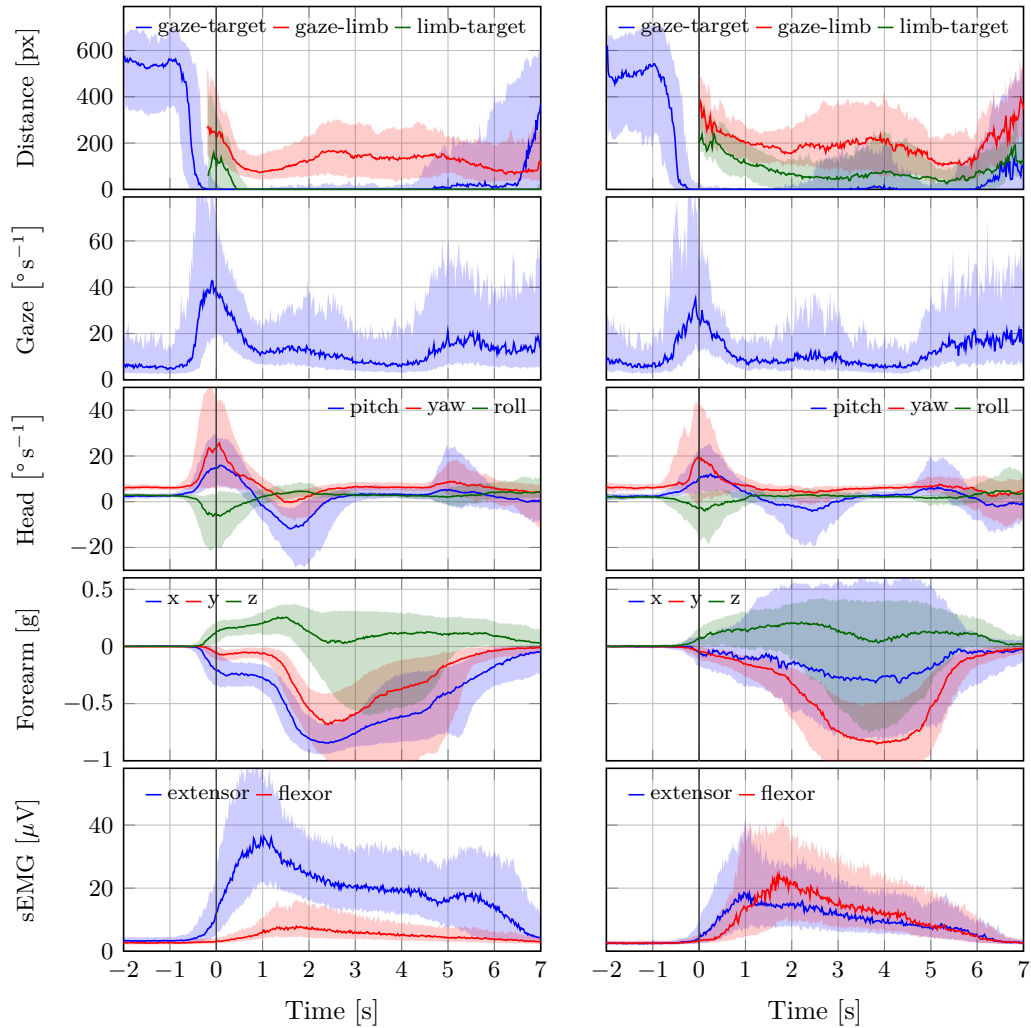 gaze-target gaze-limb limb-target gaze-target gaze-limb limb-target
600
400
200
0
Distance [px]
60
40
20
0
Gaze [° s⁻¹]
pitch yaw roll pitch yaw roll
40
20
0
−20
Head [° s⁻¹]
x y z x y z
0.5
0
−0.5
−1
Forearm [g]
extensor flexor extensor flexor
40
20
0
sEMG [μV]
−2 −1 0 1 2 3 4 5 6 7 −2 −1 0 1 2 3 4 5 6 7
Time [s] Time [s]